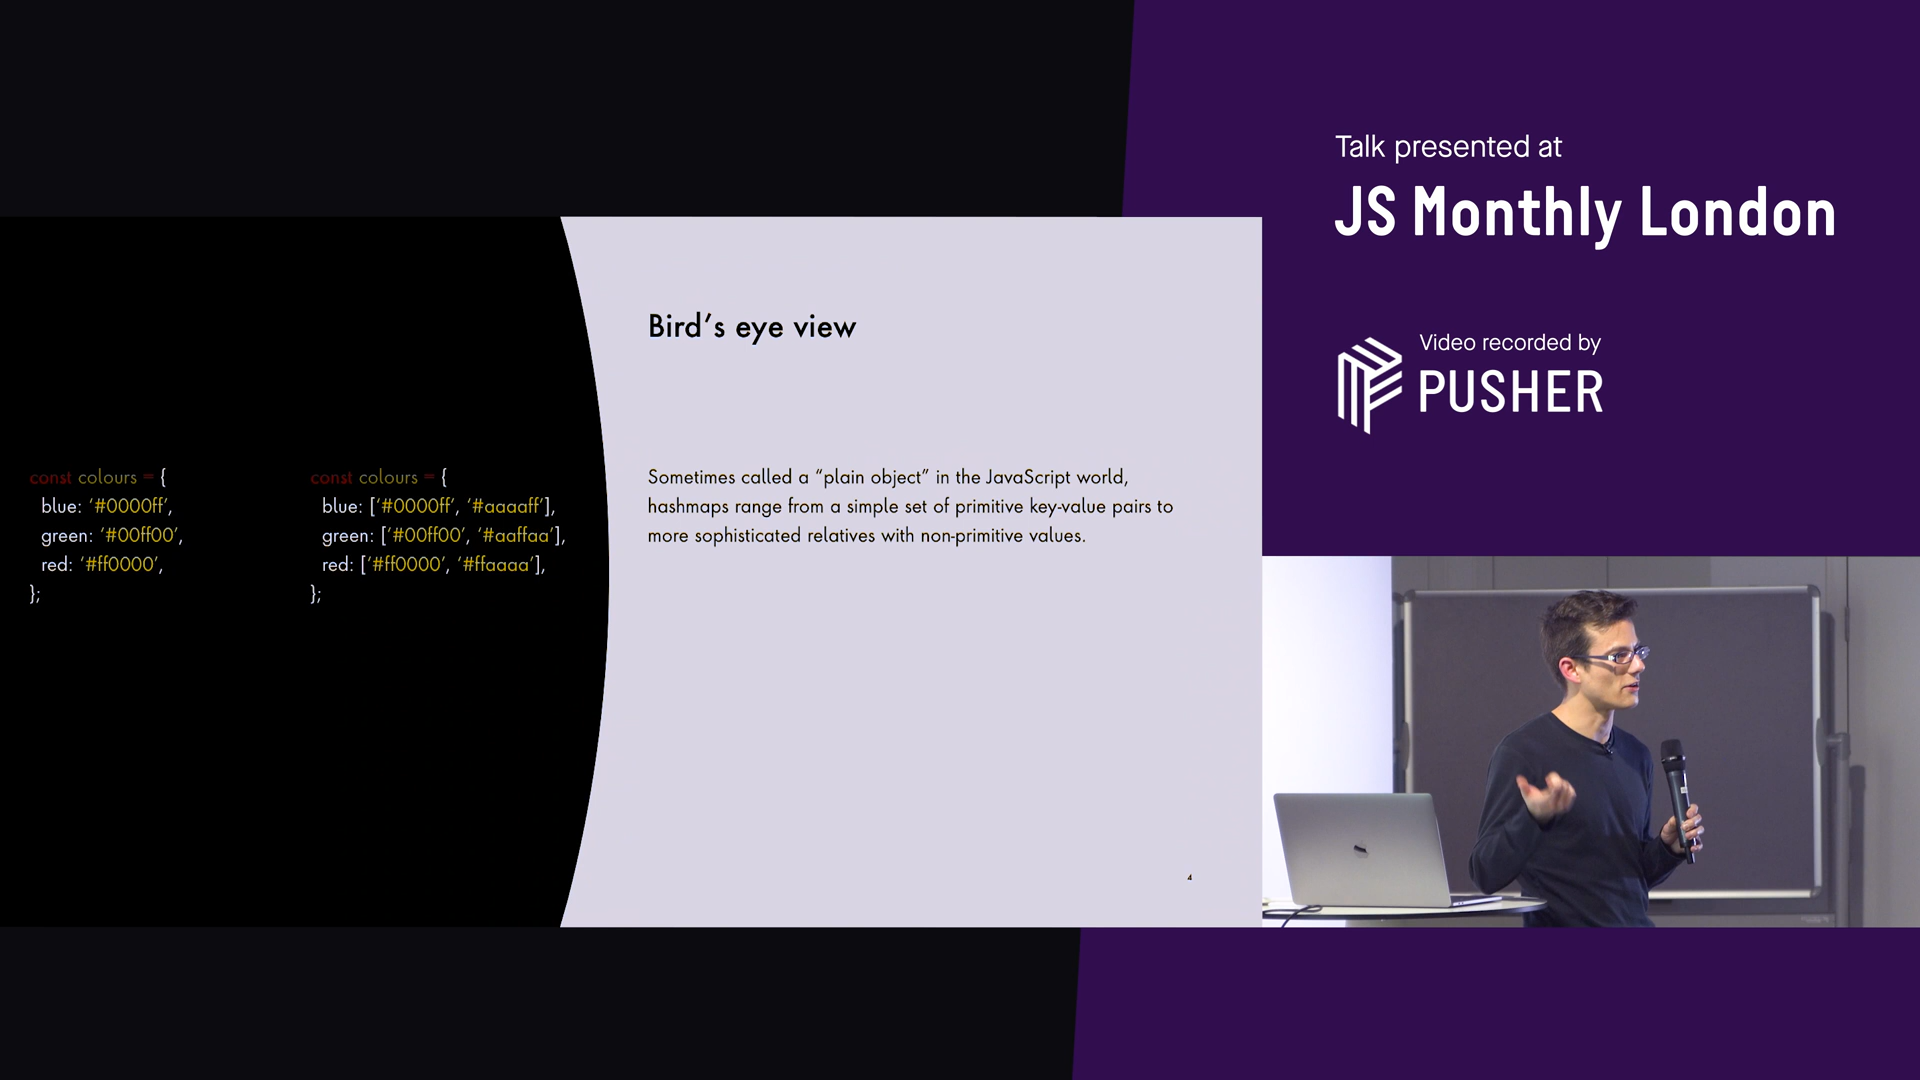 Talk presented at
JS Monthly London
Video recorded by
PUSHER
const colours = {
blue: ‘#0000ff’,
green: ‘#00ff00’,
red: ‘#ff0000’,
};
const colours = {
blue: [‘#0000ff’, ‘#aaaaff’],
green: [‘#00ff00’, ‘#aaffaa’],
red: [‘#ff0000’, ‘#ffaaaa’],
};
Bird’s eye view
Sometimes called a “plain object” in the JavaScript world,
hashmaps range from a simple set of primitive key-value pairs to
more sophisticated relatives with non-primitive values.
4